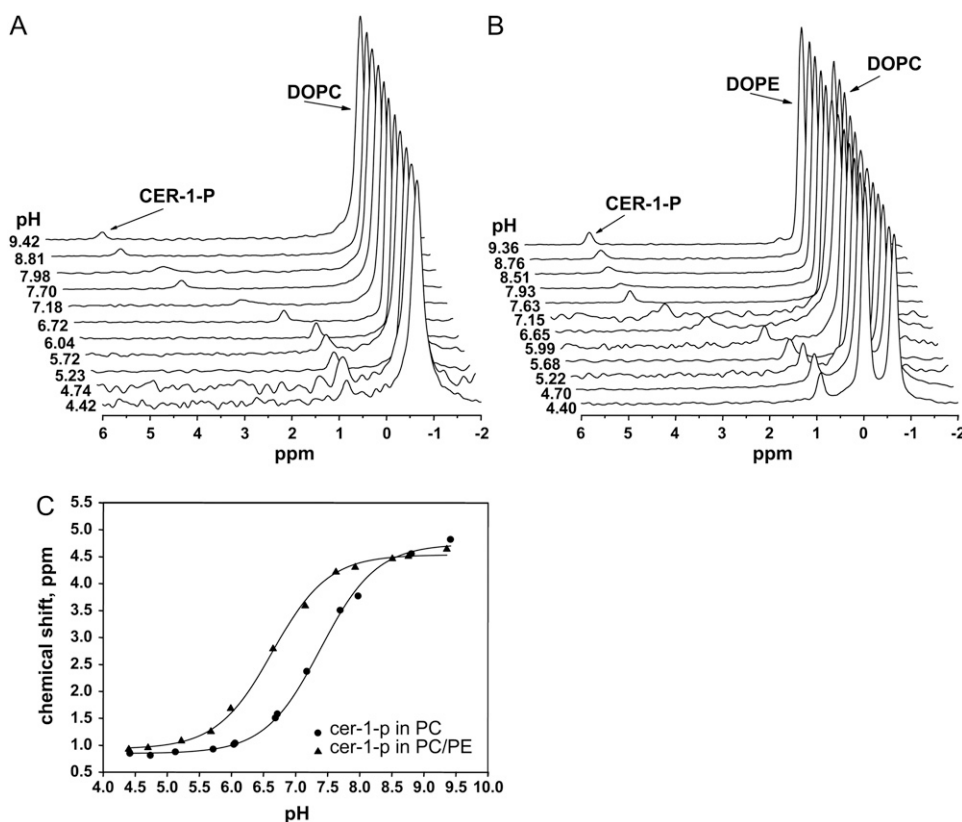 A
DOPC
CER-1-P
pH
9.42
8.81
7.98
7.70
7.18
6.72
6.04
5.72
5.23
4.74
4.42
6 5 4 3 2 1 0 -1 -2
ppm
B
DOPE
DOPC
CER-1-P
pH
9.36
8.76
8.51
7.93
7.63
7.15
6.65
5.99
5.68
5.22
4.70
4.40
6 5 4 3 2 1 0 -1 -2
ppm
C
chemical shift, ppm
5.5
5.0
4.5
4.0
3.5
3.0
2.5
2.0
1.5
1.0
0.5
cer-1-p in PC
cer-1-p in PC/PE
4.0 4.5 5.0 5.5 6.0 6.5 7.0 7.5 8.0 8.5 9.0 9.5 10.0
pH